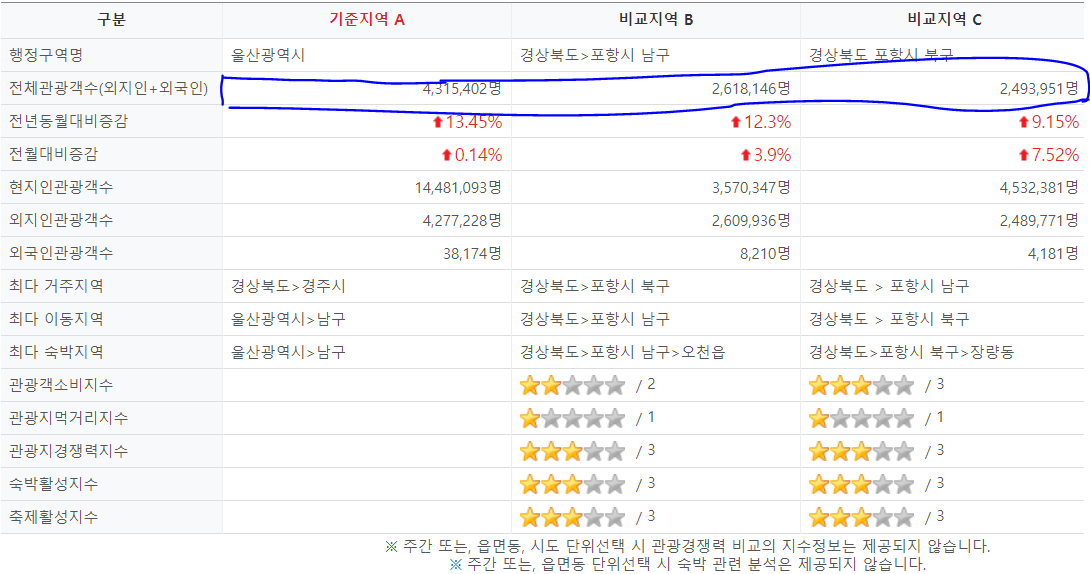 구분 기준지역 A 비교지역 B 비교지역 C
행정구역명 울산광역시 경상북도>포항시 남구 경상북도 포항시 북구
전체관광객수(외지인+외국인) 4,315,402명 2,618,146명 2,493,951명
전년동월대비증감 13.45% 12.3% 9.15%
전월대비증감 0.14% 3.9% 7.52%
현지인관광객수 14,481,093명 3,570,347명 4,532,381명
외지인관광객수 4,277,228명 2,609,936명 2,489,771명
외국인관광객수 38,174명 8,210명 4,181명
최다 거주지역 경상북도>경주시 경상북도>포항시 북구 경상북도 > 포항시 남구
최다 이동지역 울산광역시>남구 경상북도>포항시 남구 경상북도 > 포항시 북구
최다 숙박지역 울산광역시>남구 경상북도>포항시 남구>오천읍 경상북도>포항시 북구>장량동
관광객소비지수 / 2 / 3
관광지먹거리지수 / 1 / 1
관광지경쟁력지수 / 3 / 3
숙박활성지수 / 3 / 3
축제활성지수 / 3 / 3
※ 주간 또는, 읍면동, 시도 단위선택 시 관광경쟁력 비교의 지수정보는 제공되지 않습니다.
※ 주간 또는, 읍면동 단위선택 시 숙박 관련 분석은 제공되지 않습니다.